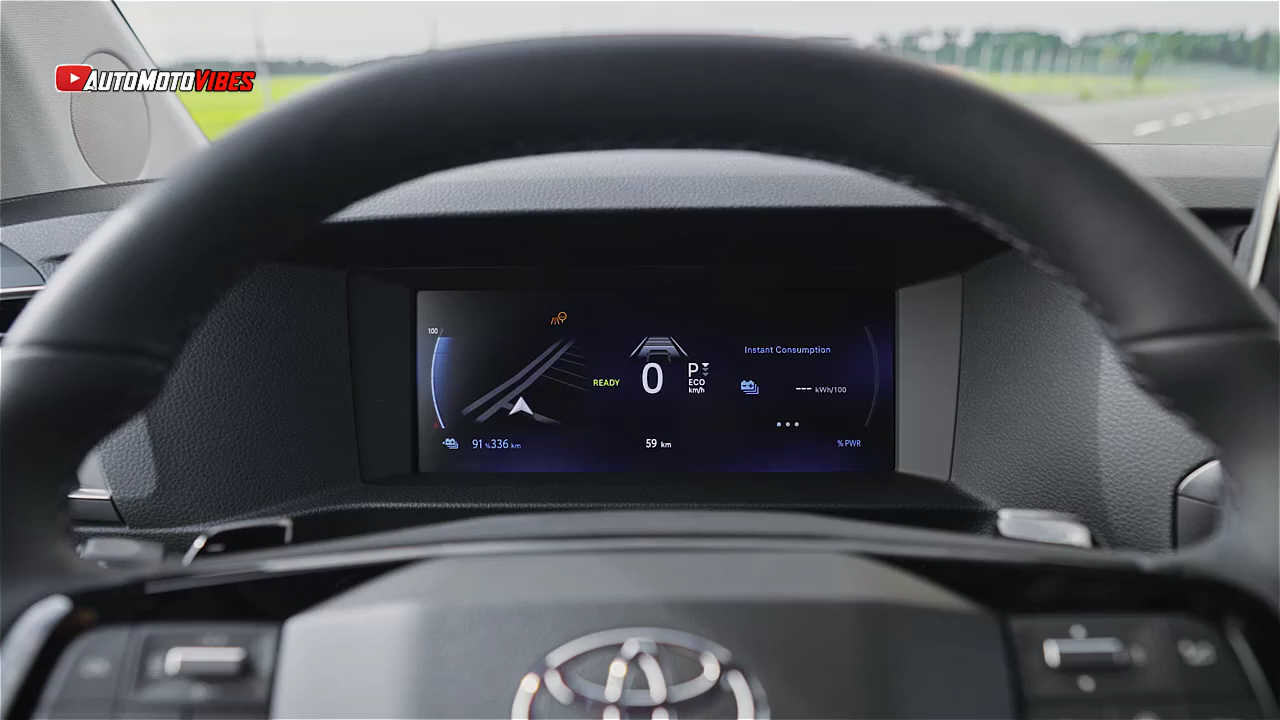 AUTOMOTOVIBES
100
READY
0
P
ECO
km/h
Instant Consumption
--- kWh/100
91 % 336 km
59 km
% PWR